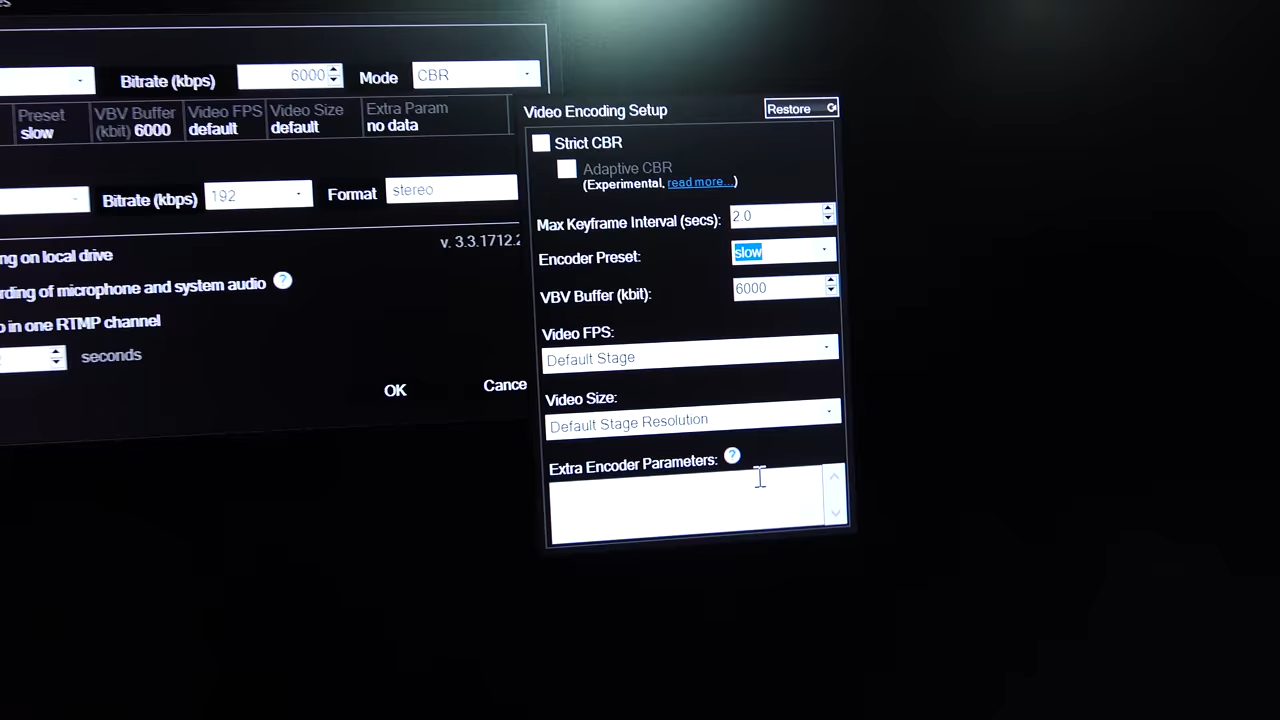 Bitrate (kbps) 6000 Mode CBR
Preset VBV Buffer Video FPS Video Size Extra Param
slow (kbit) 6000 default default no data
Bitrate (kbps) 192 Format stereo
v. 3.3.1712.2
ng on local drive
rding of microphone and system audio ?
o in one RTMP channel
seconds
OK Cance
Video Encoding Setup Restore
Strict CBR
Adaptive CBR
(Experimental, read more...)
Max Keyframe Interval (secs): 2.0
Encoder Preset: slow
VBV Buffer (kbit): 6000
Video FPS:
Default Stage
Video Size:
Default Stage Resolution
Extra Encoder Parameters: ?